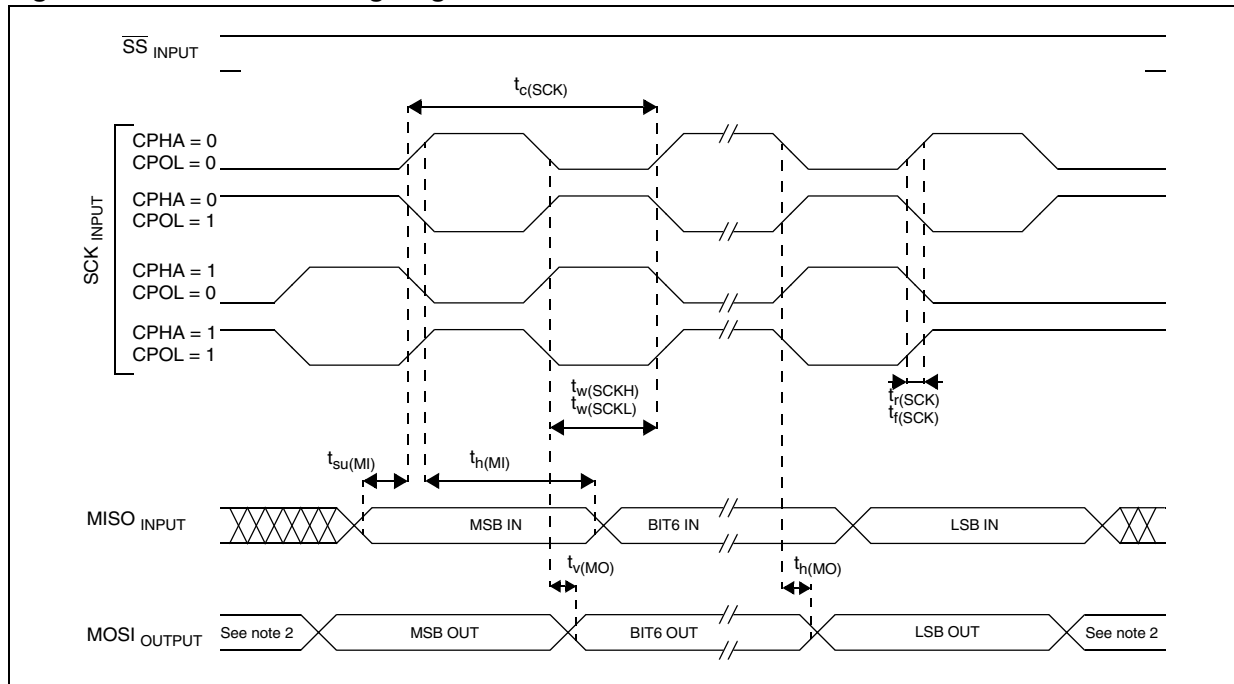 SS INPUT
tc(SCK)
SCK INPUT
CPHA = 0
CPOL = 0
CPHA = 0
CPOL = 1
CPHA = 1
CPOL = 0
CPHA = 1
CPOL = 1
tw(SCKH)
tw(SCKL)
tr(SCK)
tf(SCK)
tsu(MI)
th(MI)
MISO INPUT
MSB IN
BIT6 IN
LSB IN
tv(MO)
th(MO)
MOSI OUTPUT
See note 2
MSB OUT
BIT6 OUT
LSB OUT
See note 2